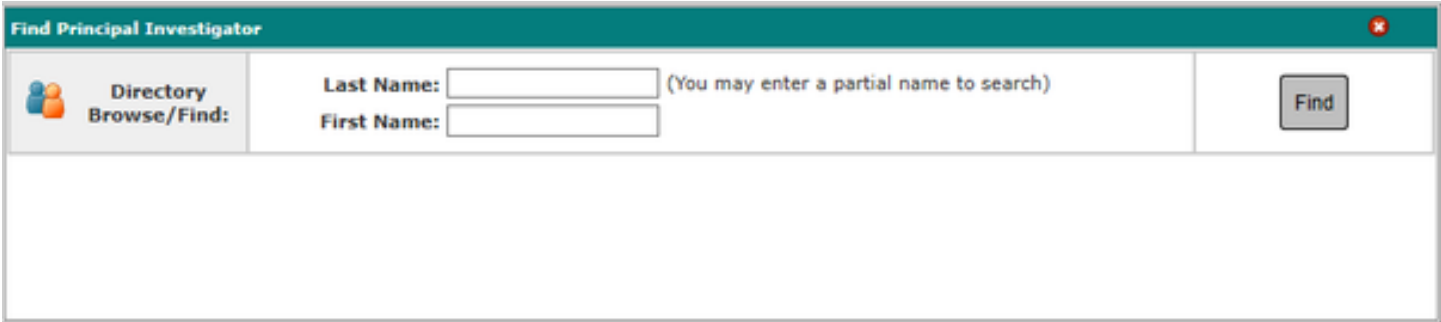 Find Principal Investigator
Directory
Browse/Find:
Last Name:
(You may enter a partial name to search)
First Name:
Find